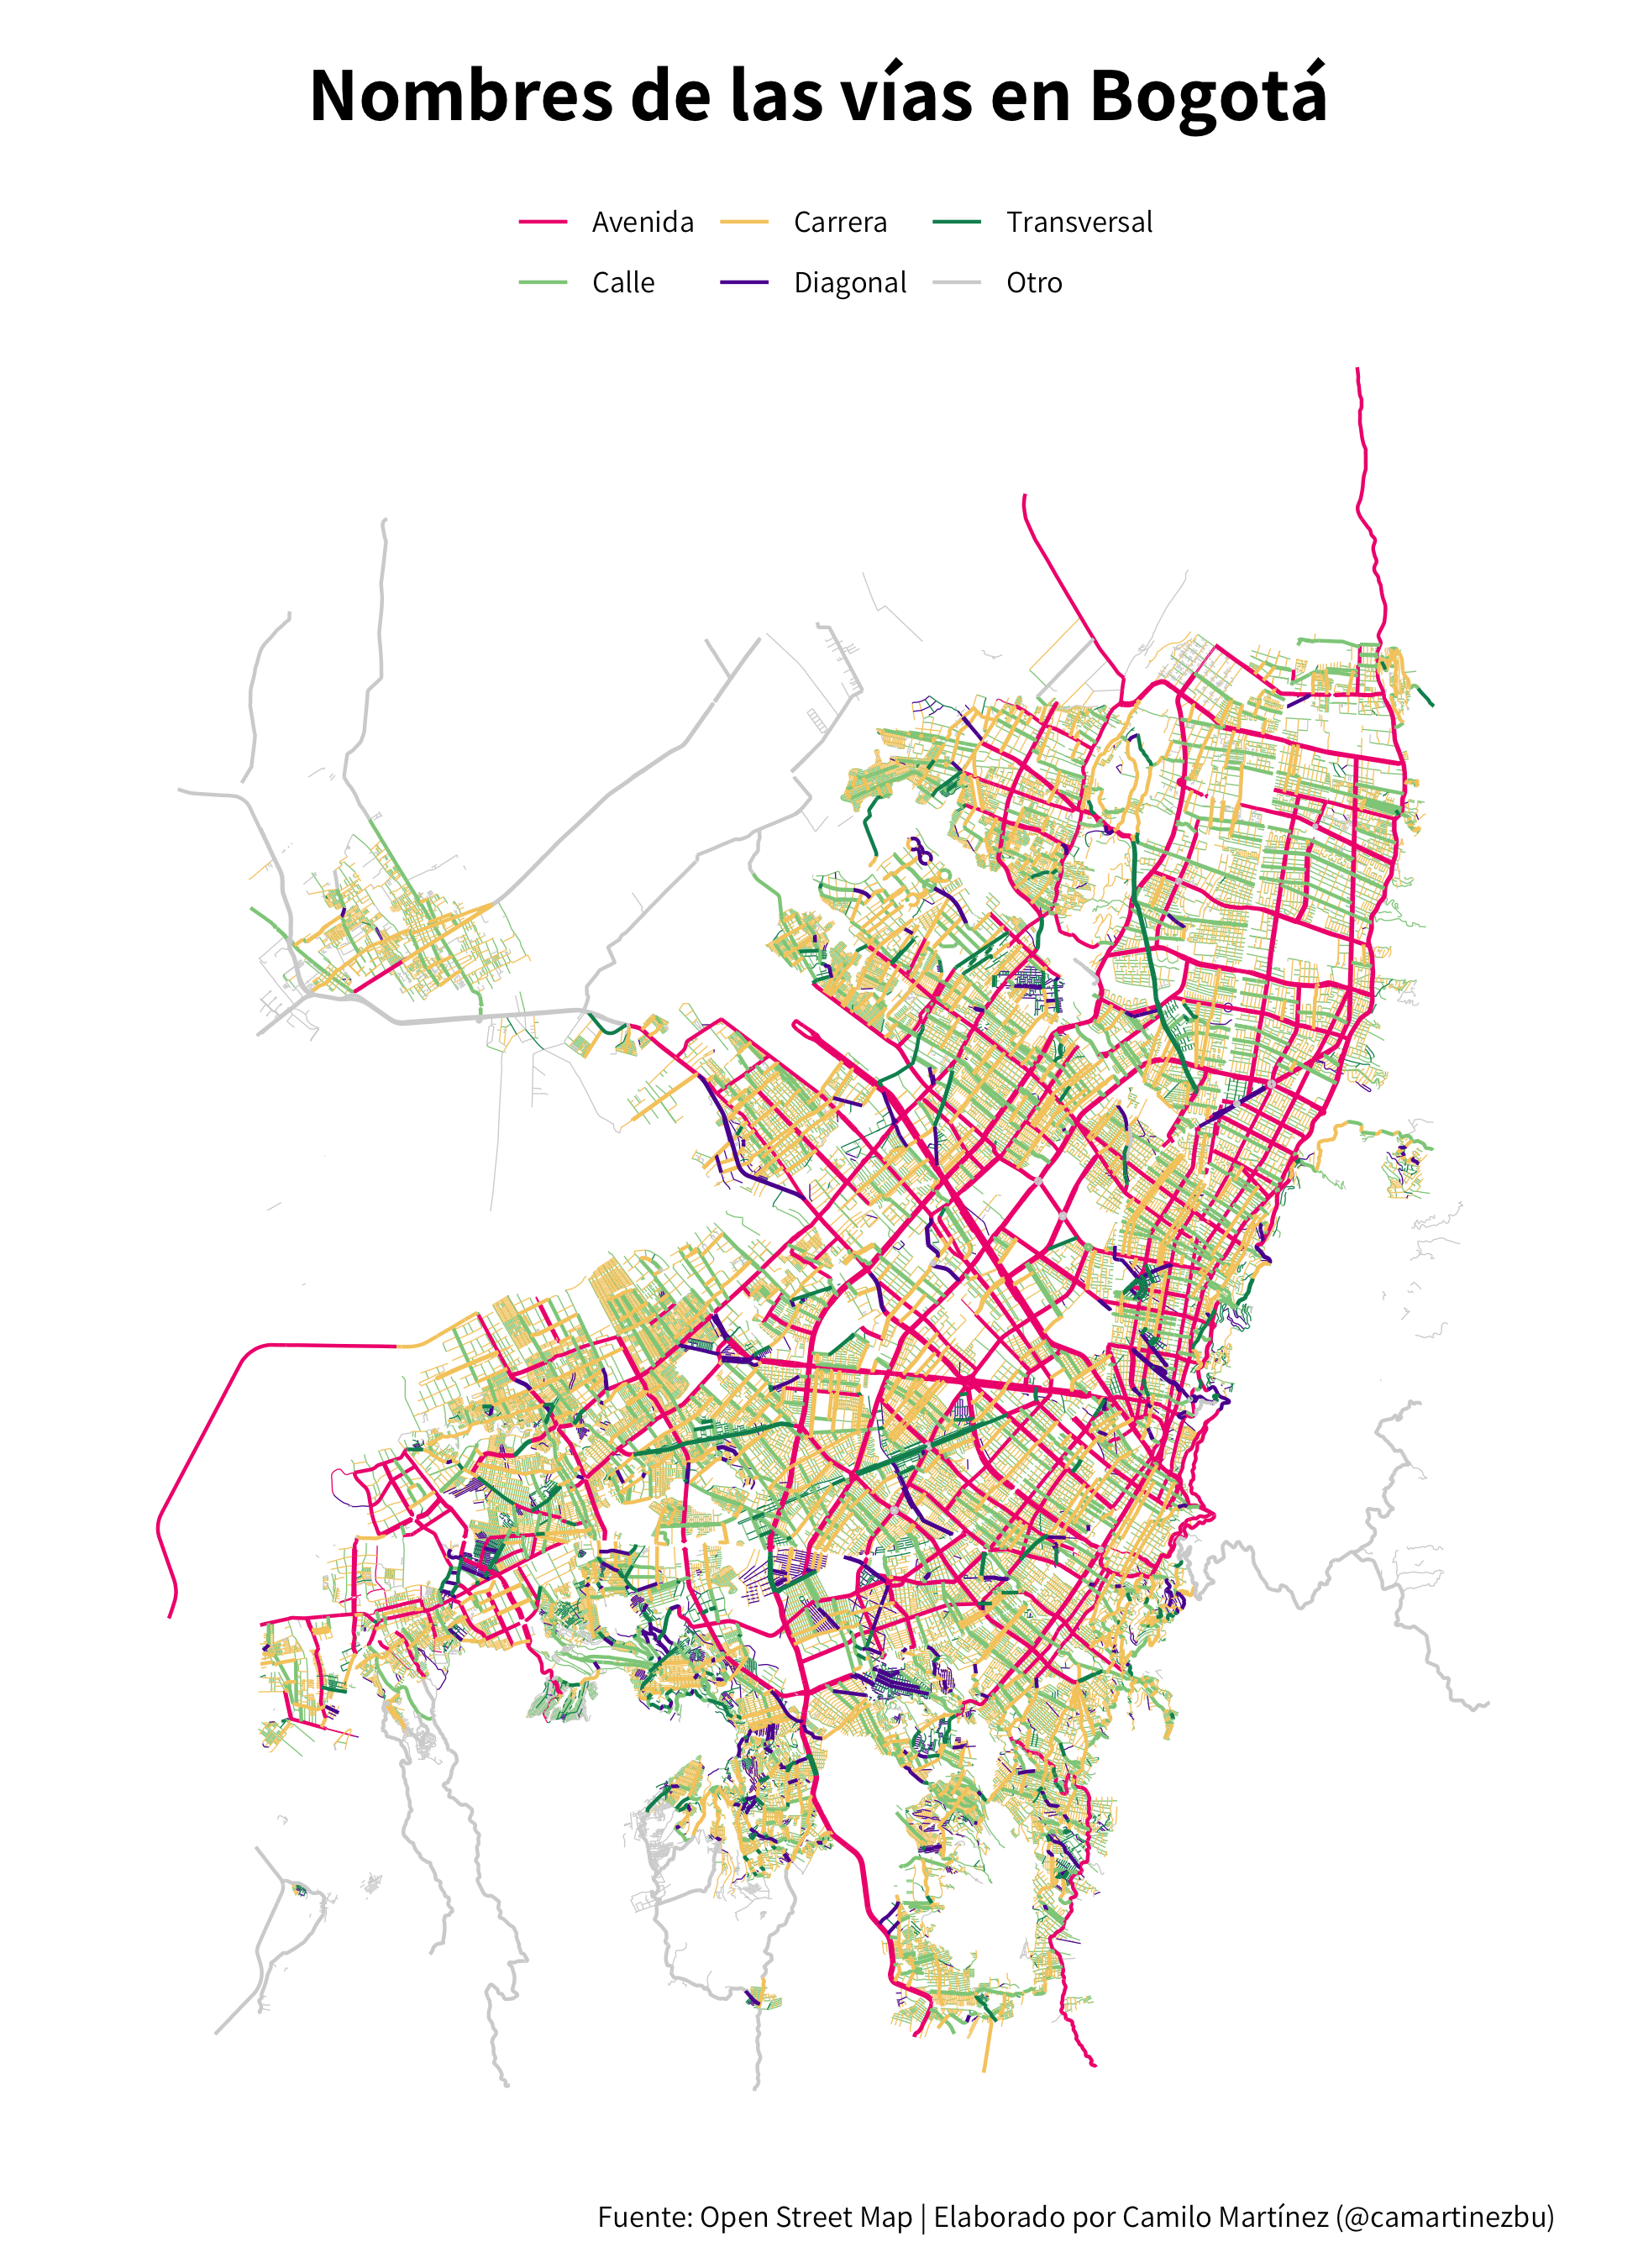 Nombres de las vías en Bogotá
Avenida Carrera Transversal
Calle Diagonal Otro
Fuente: Open Street Map | Elaborado por Camilo Martínez (@camartinezbu)